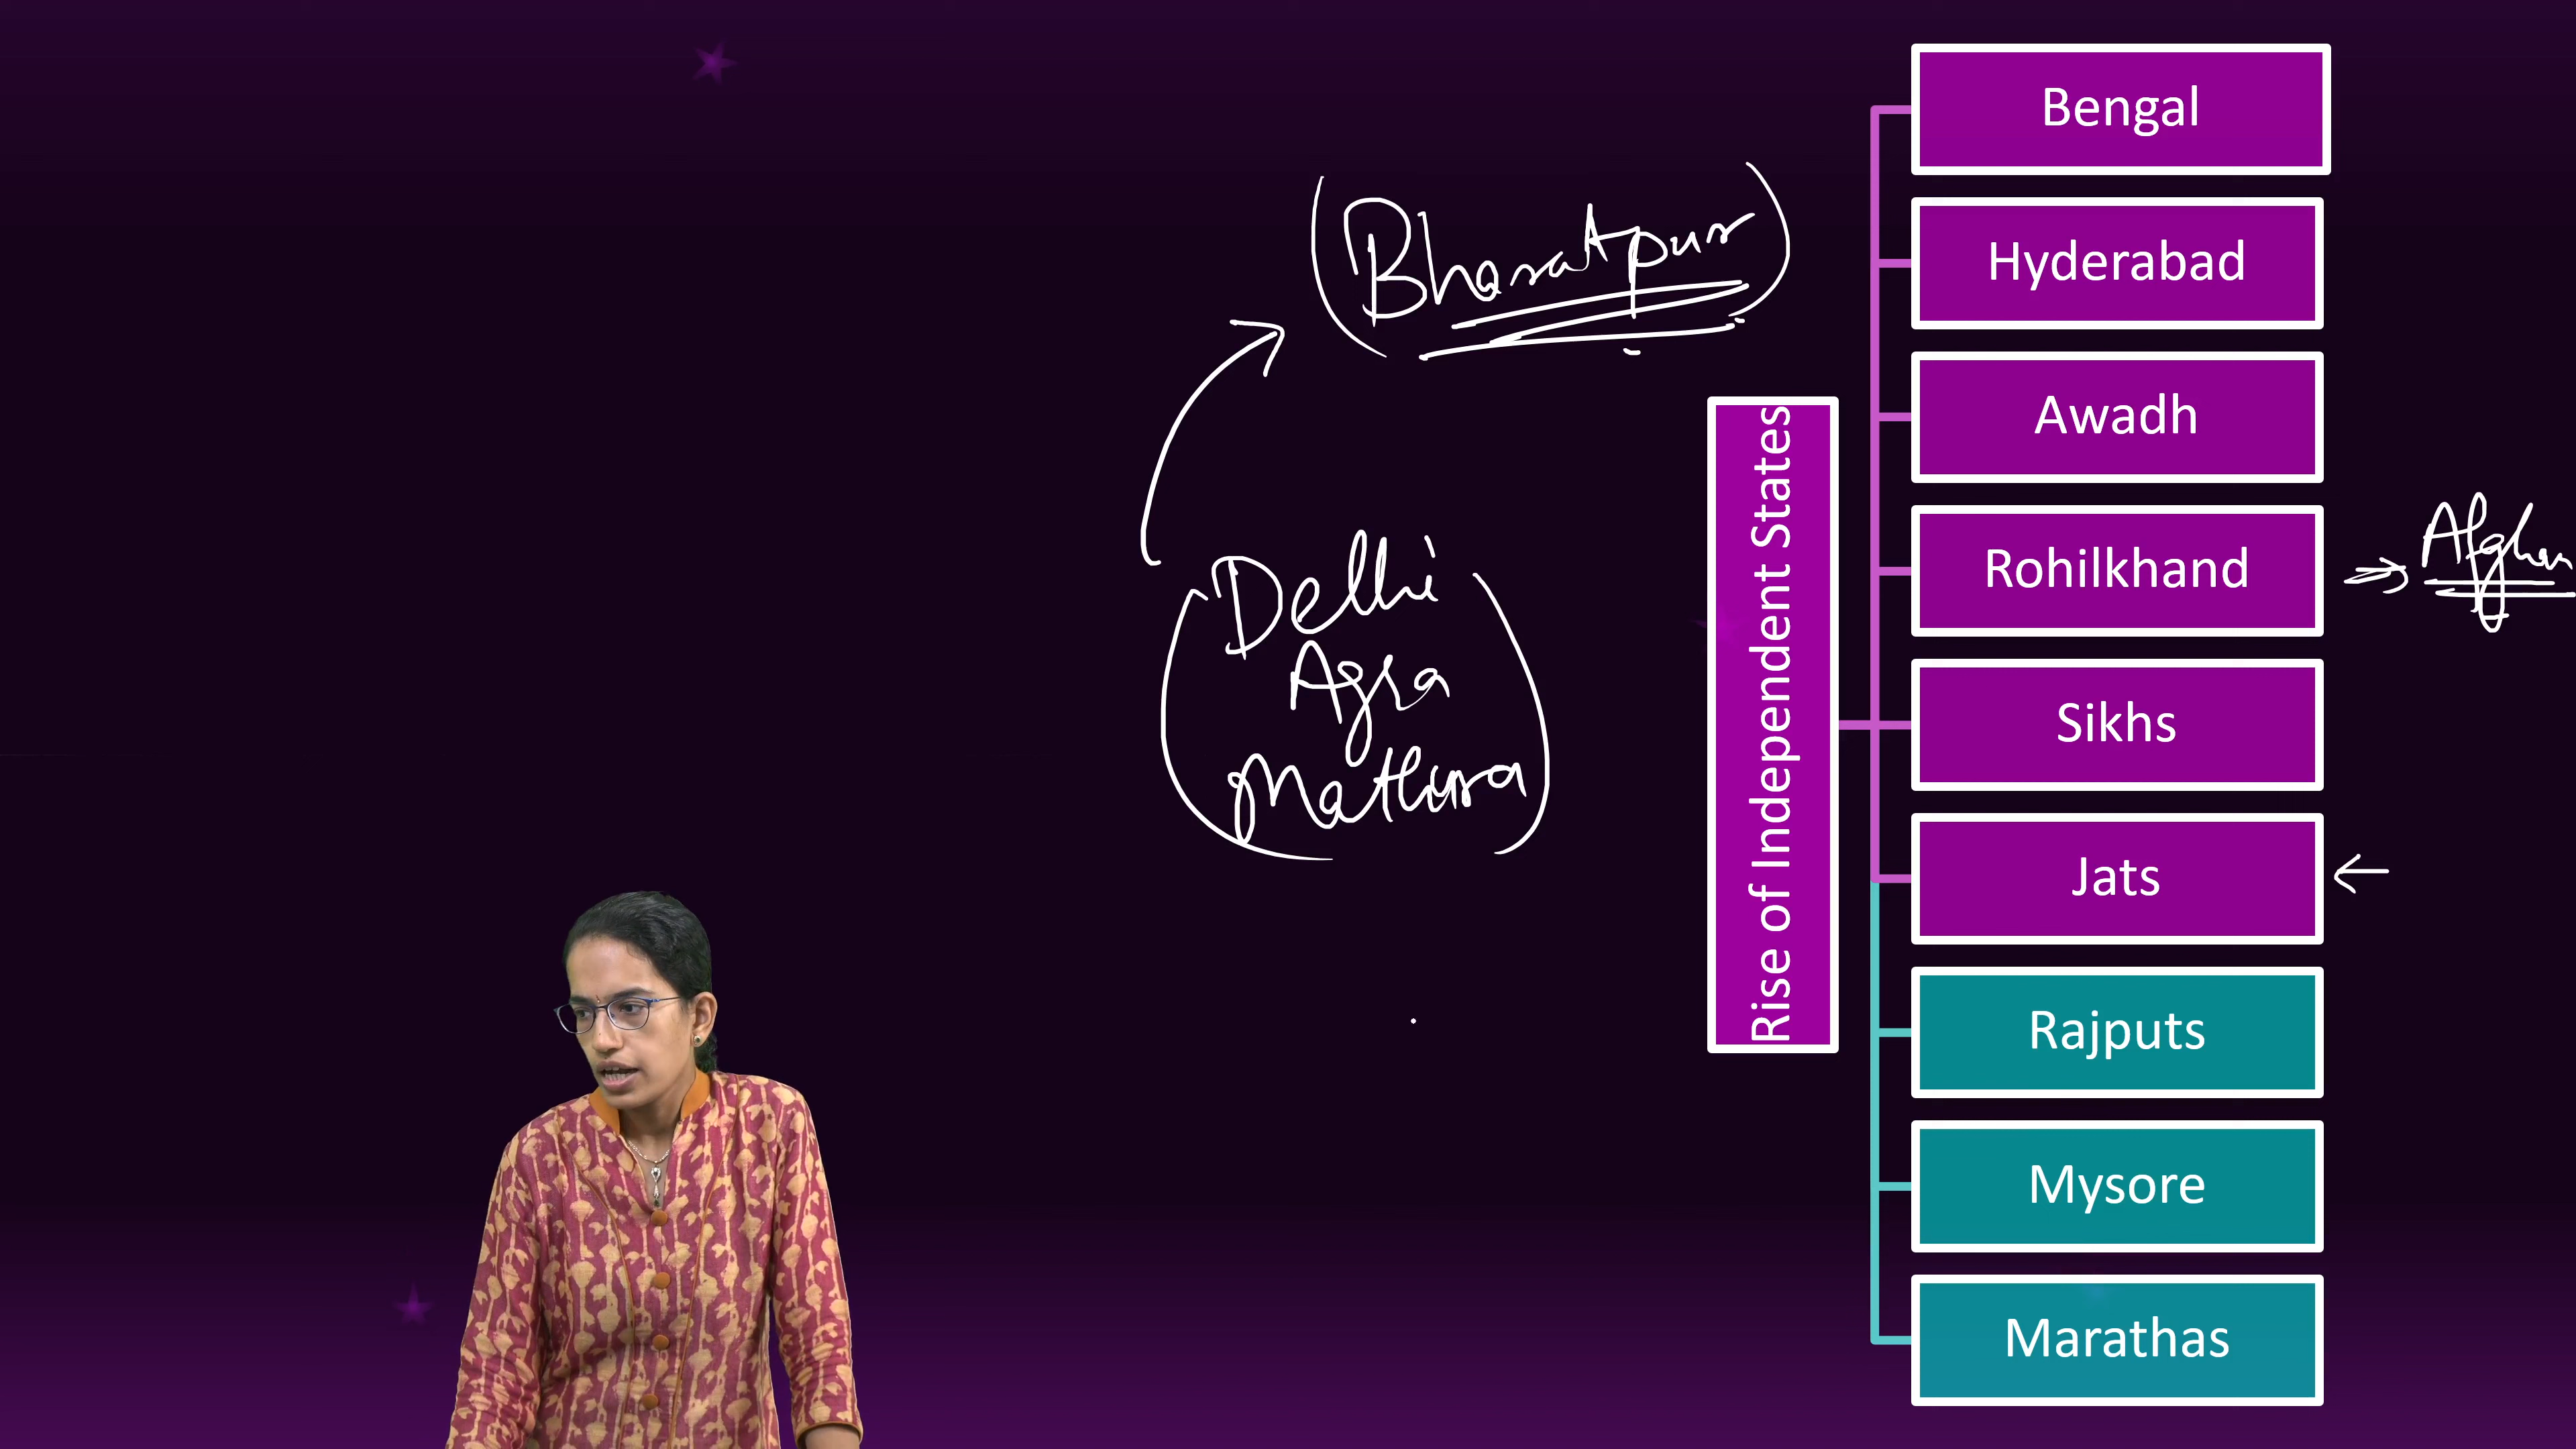 Bharatpur
Delhi
Agra
Mathura
Rise of Independent States
Bengal
Hyderabad
Awadh
Rohilkhand
Afghan
Sikhs
Jats
Rajputs
Mysore
Marathas